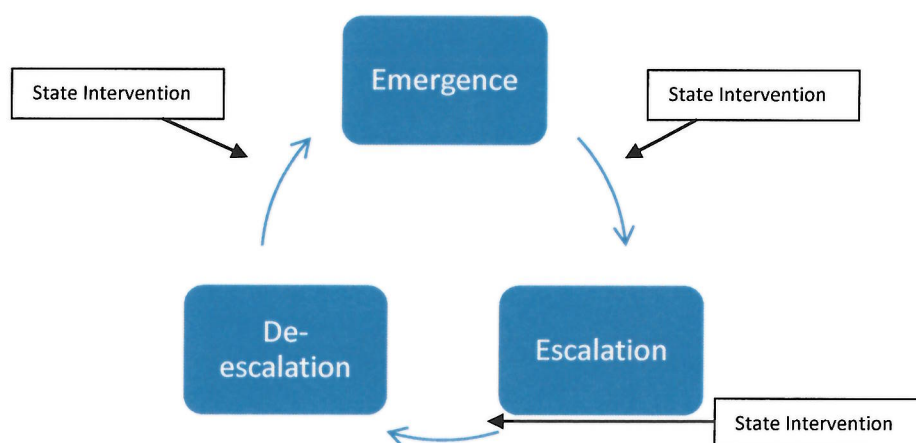 Emergence
State Intervention
State Intervention
De-
escalation
Escalation
State Intervention